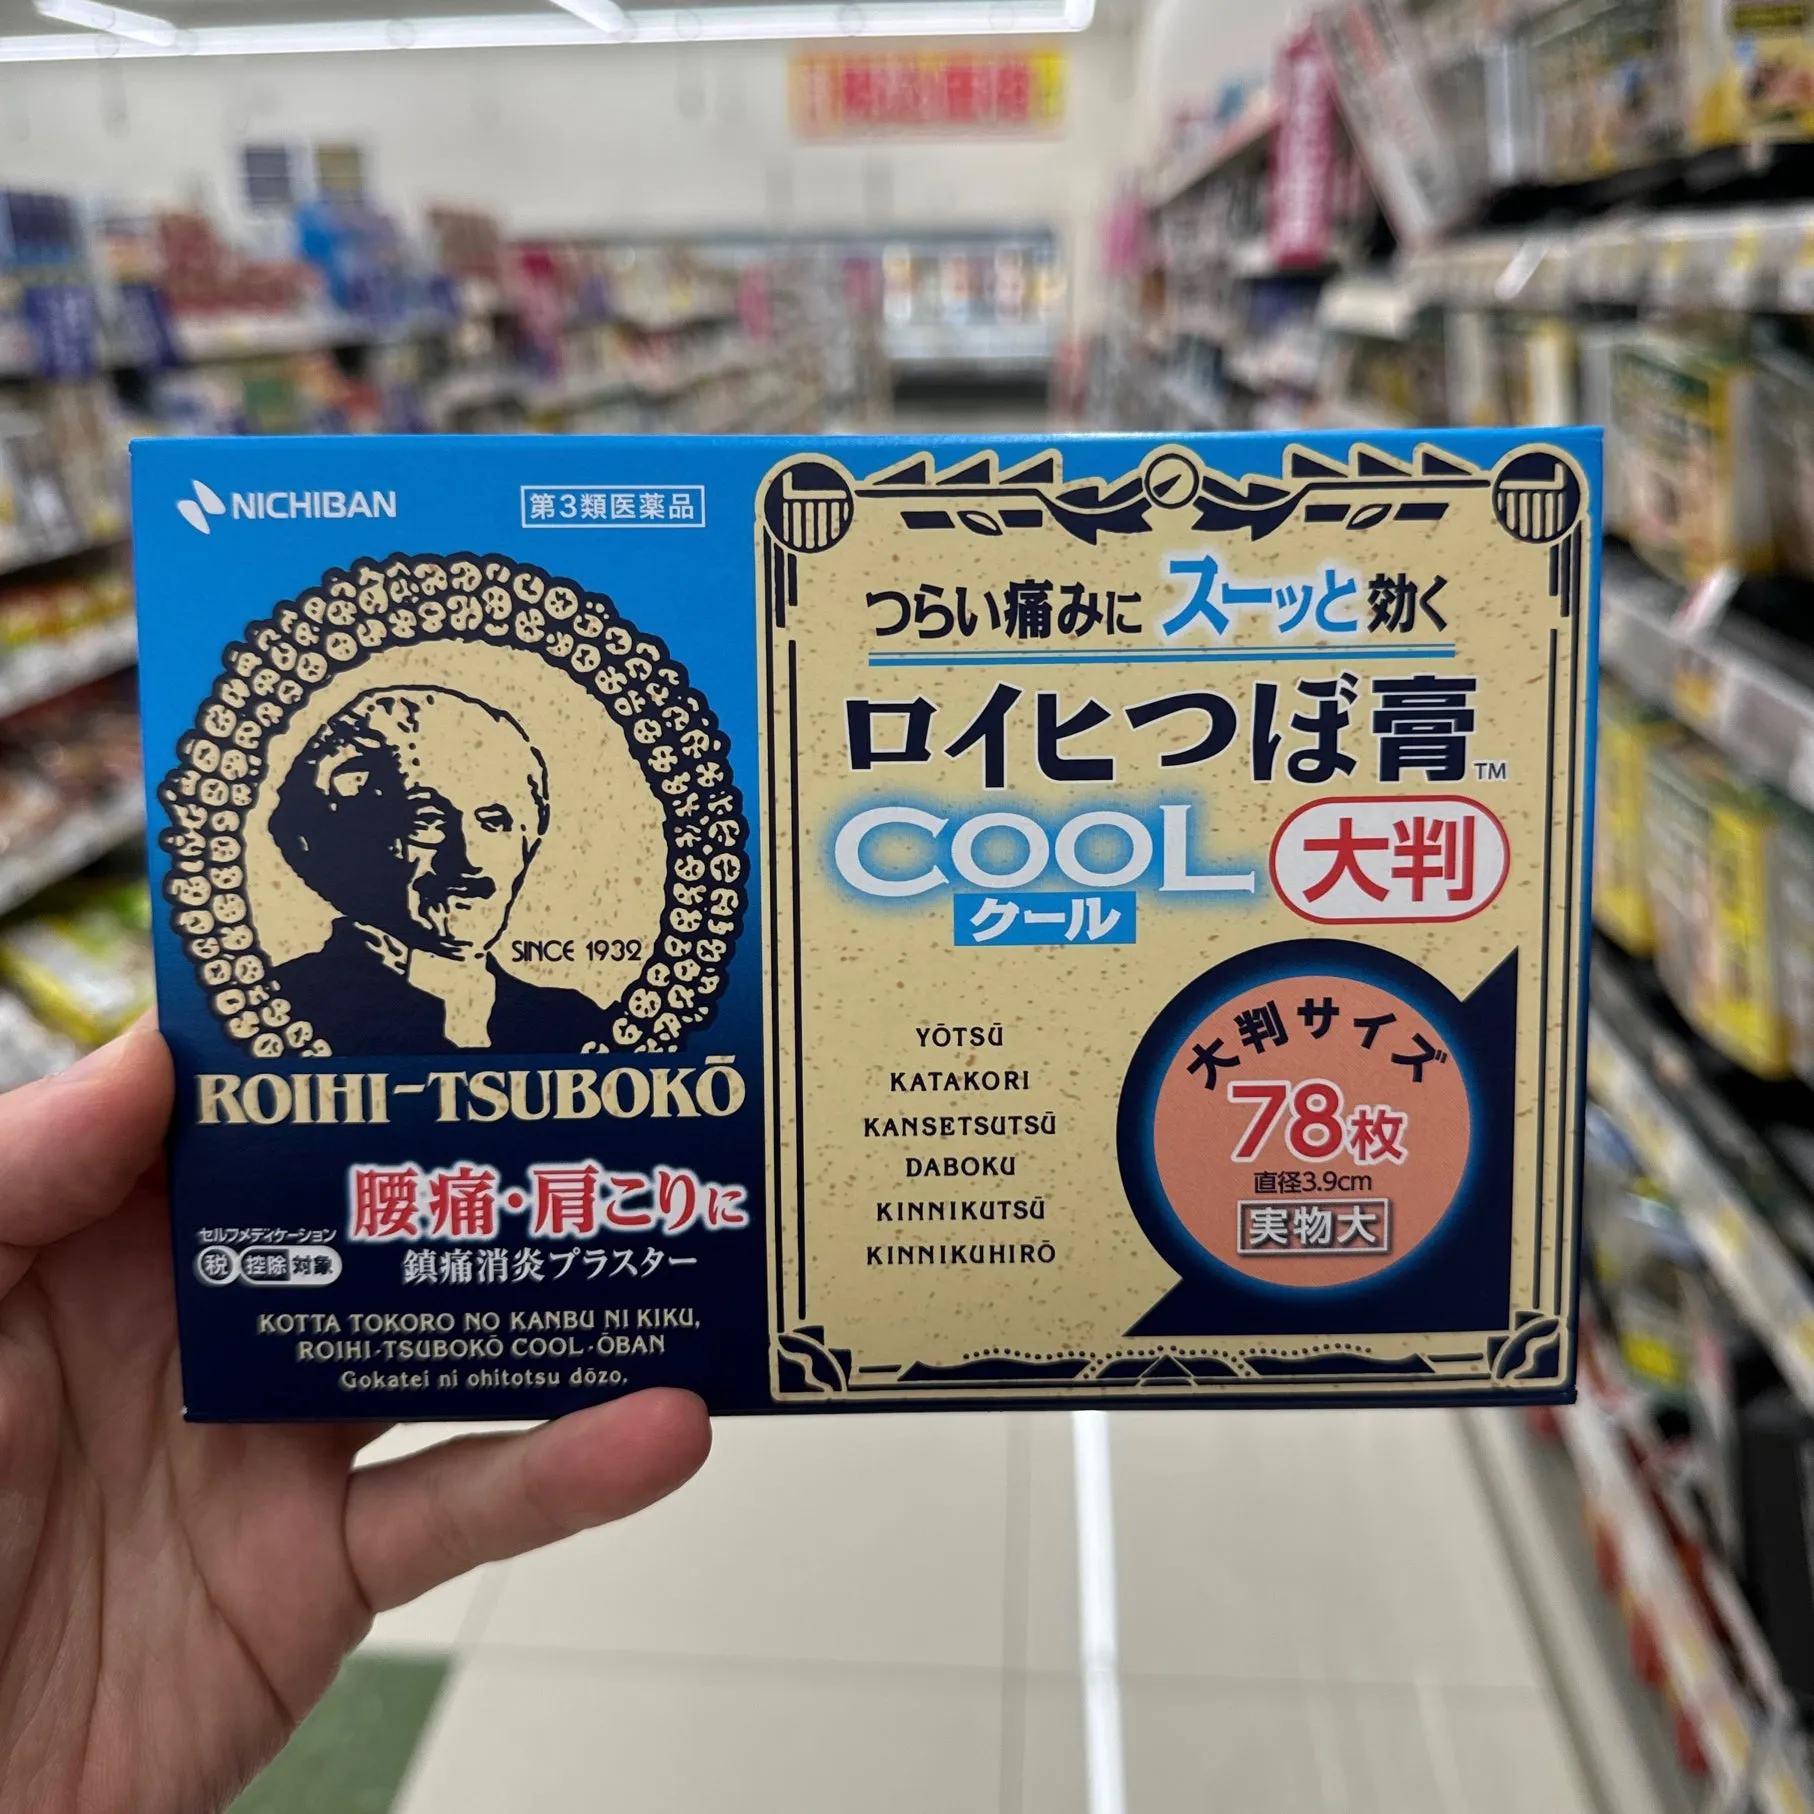 NICHIBAN
第3類医薬品
SINCE 1932
ROIHI-TSUBOKŌ
腰痛・肩こりに
鎮痛消炎プラスター
セルフメディケーション
税 控除 対象
KOTTA TOKORO NO KANBU NI KIKU,
ROIHI-TSUBOKŌ COOL・ŌBAN
Gokatei ni ohitotsu dōzo.
つらい痛みにスーッと効く
ロイヒつぼ膏™
COOL 大判
クール
YŌTSŪ
KATAKORI
KANSETSUTSŪ
DABOKU
KINNIKUTSŪ
KINNIKUHIRŌ
大判サイズ
78枚
直径3.9cm
実物大